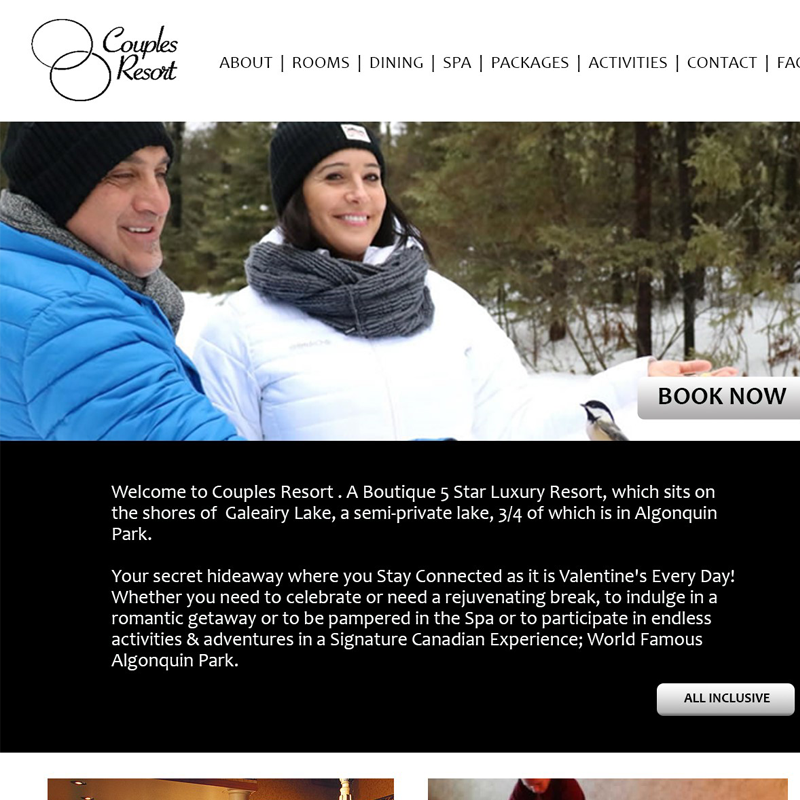 Couples
Resort
ABOUT | ROOMS | DINING | SPA | PACKAGES | ACTIVITIES | CONTACT | FAQ
BOOK NOW
Welcome to Couples Resort . A Boutique 5 Star Luxury Resort, which sits on
the shores of  Galeairy Lake, a semi-private lake, 3/4 of which is in Algonquin
Park.
Your secret hideaway where you Stay Connected as it is Valentine's Every Day!
Whether you need to celebrate or need a rejuvenating break, to indulge in a
romantic getaway or to be pampered in the Spa or to participate in endless
activities & adventures in a Signature Canadian Experience; World Famous
Algonquin Park.
ALL INCLUSIVE